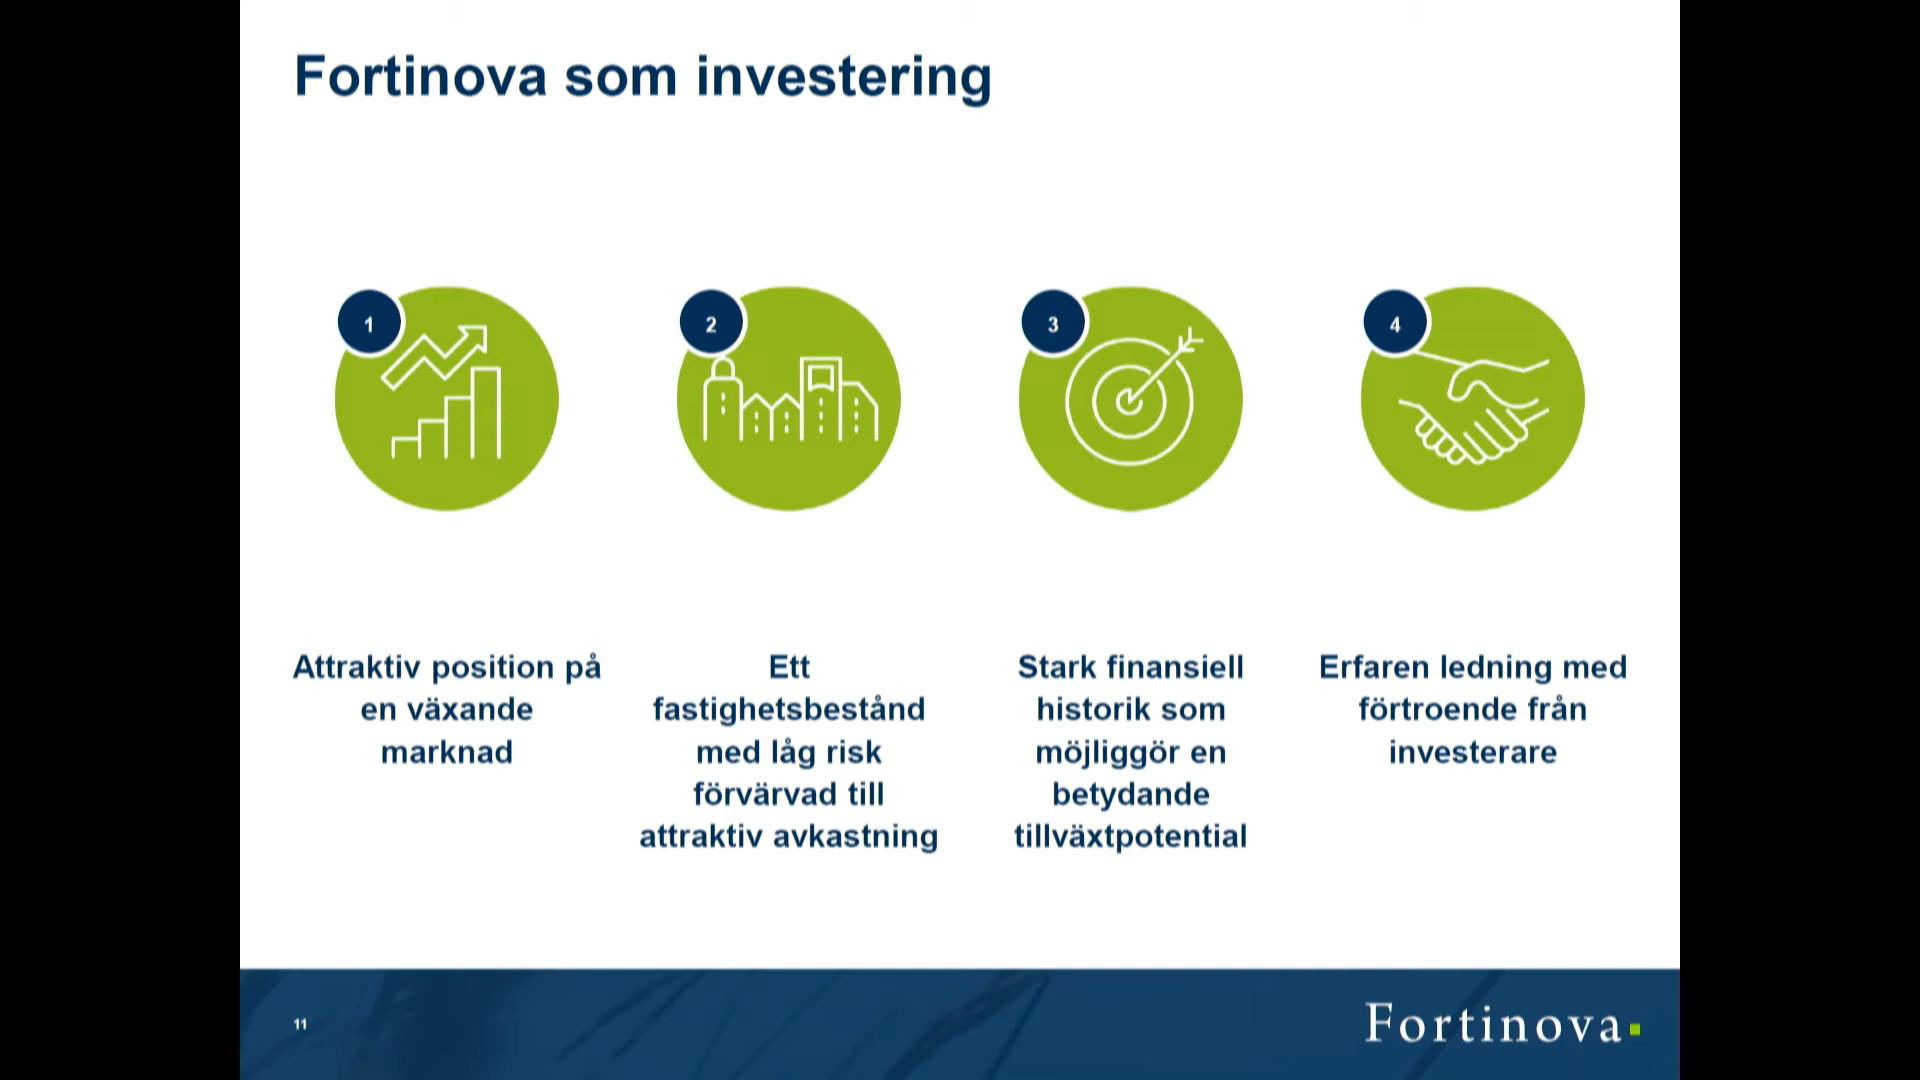 Fortinova som investering
1
2
3
4
Attraktiv position på
en växande
marknad
Ett
fastighetsbestånd
med låg risk
förvärvad till
attraktiv avkastning
Stark finansiell
historik som
möjliggör en
betydande
tillväxtpotential
Erfaren ledning med
förtroende från
investerare
11
Fortinova